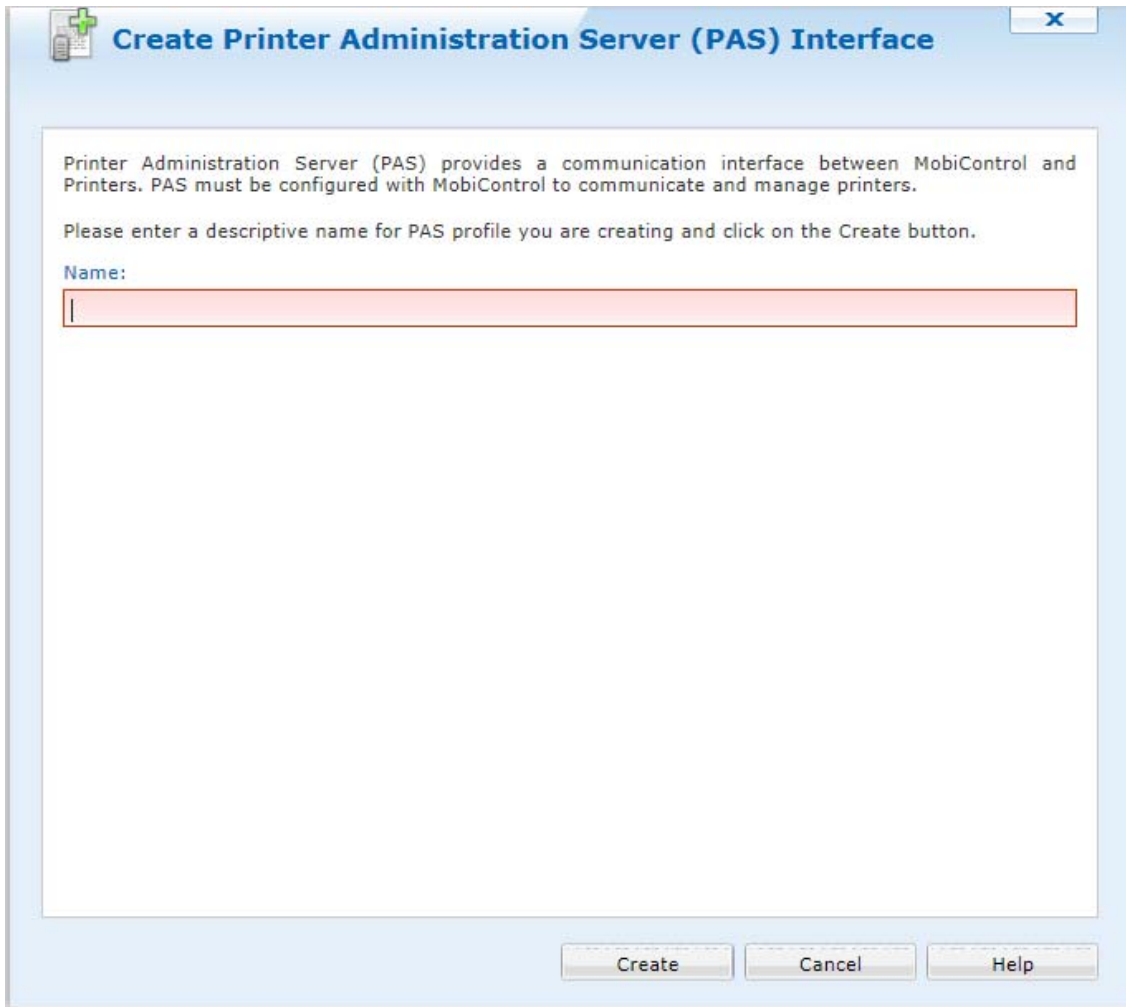 Create Printer Administration Server (PAS) Interface
x
Printer Administration Server (PAS) provides a communication interface between MobiControl and
Printers. PAS must be configured with MobiControl to communicate and manage printers.
Please enter a descriptive name for PAS profile you are creating and click on the Create button.
Name:
Create
Cancel
Help